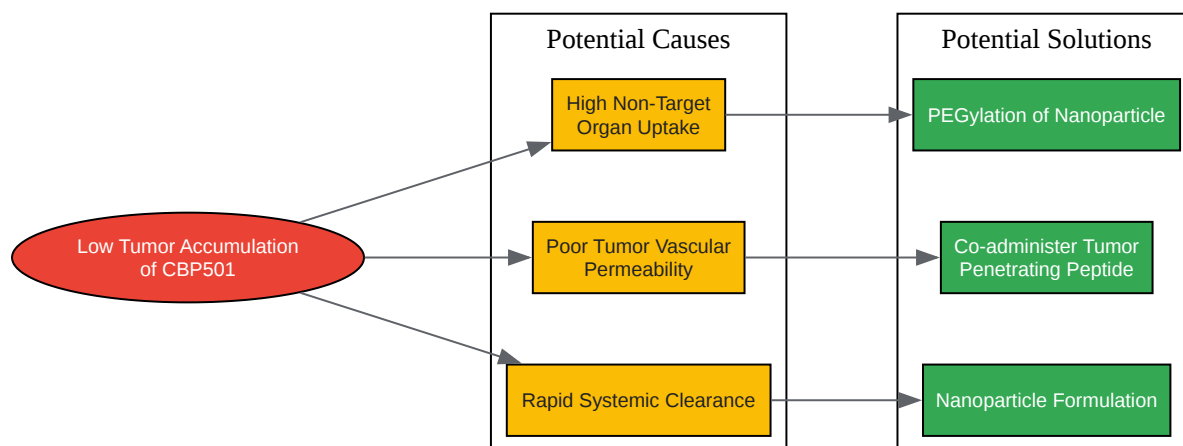 Potential Causes
Potential Solutions
High Non-Target
Organ Uptake
PEGylation of Nanoparticle
Low Tumor Accumulation
of CBP501
Poor Tumor Vascular
Permeability
Co-administer Tumor
Penetrating Peptide
Rapid Systemic Clearance
Nanoparticle Formulation